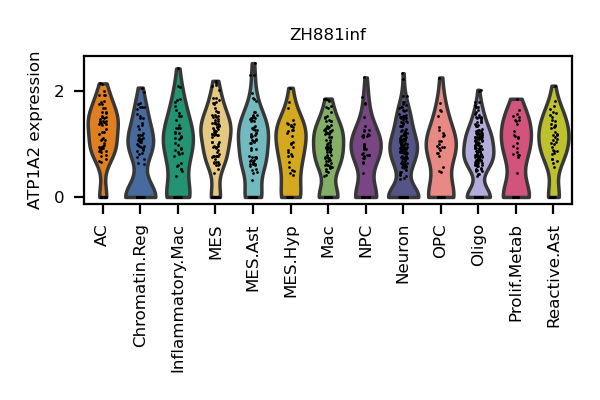 ZH881inf
ATP1A2 expression
2
0
AC
Chromatin.Reg
Inflammatory.Mac
MES
MES.Ast
MES.Hyp
Mac
NPC
Neuron
OPC
Oligo
Prolif.Metab
Reactive.Ast